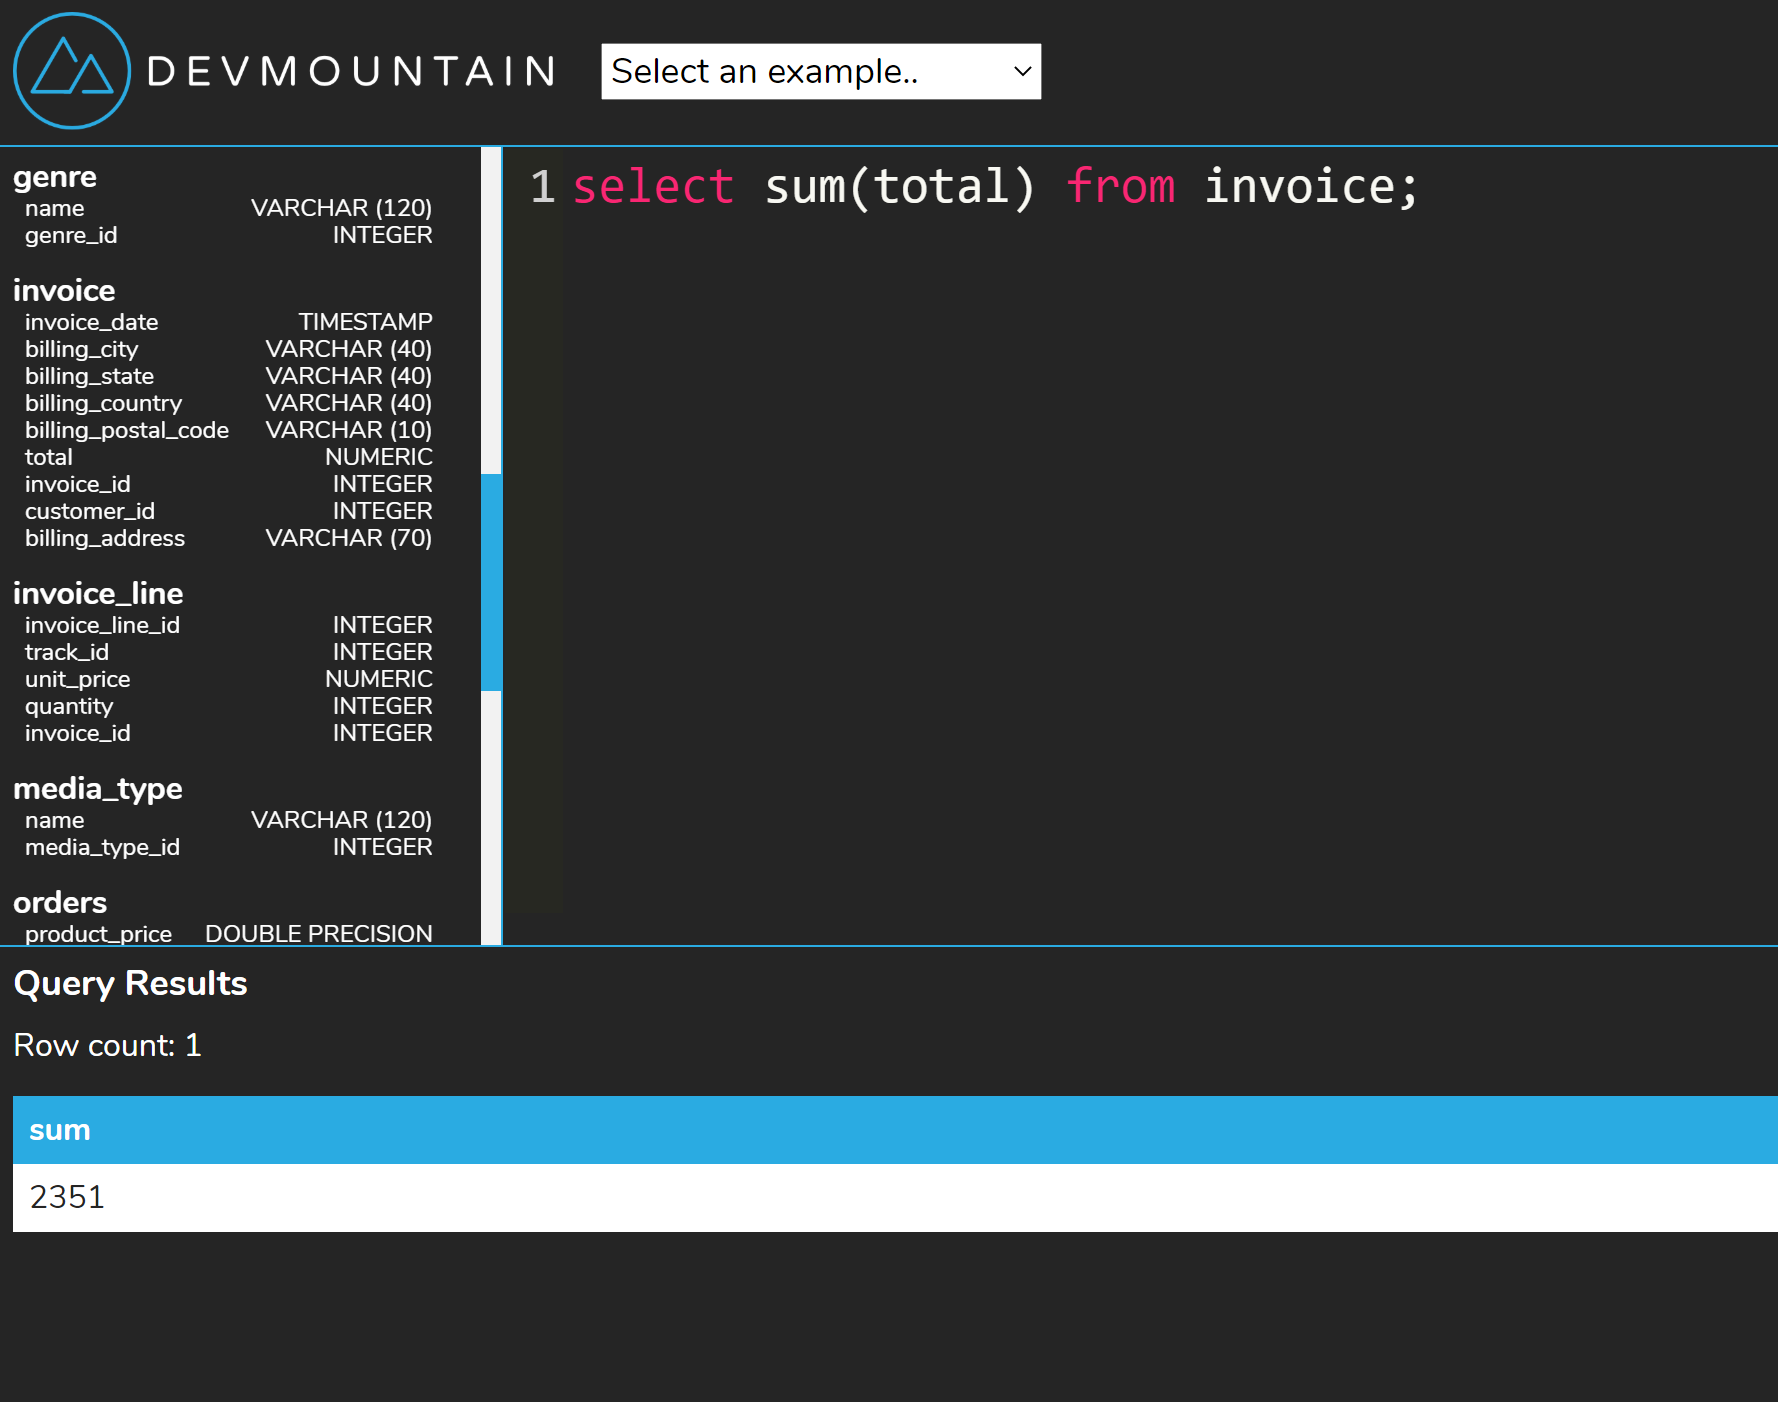 DEVMOUNTAIN
Select an example..
genre
name VARCHAR (120)
genre_id INTEGER
invoice
invoice_date TIMESTAMP
billing_city VARCHAR (40)
billing_state VARCHAR (40)
billing_country VARCHAR (40)
billing_postal_code VARCHAR (10)
total NUMERIC
invoice_id INTEGER
customer_id INTEGER
billing_address VARCHAR (70)
invoice_line
invoice_line_id INTEGER
track_id INTEGER
unit_price NUMERIC
quantity INTEGER
invoice_id INTEGER
media_type
name VARCHAR (120)
media_type_id INTEGER
orders
product_price DOUBLE PRECISION
1 select sum(total) from invoice;
Query Results
Row count: 1
sum
2351